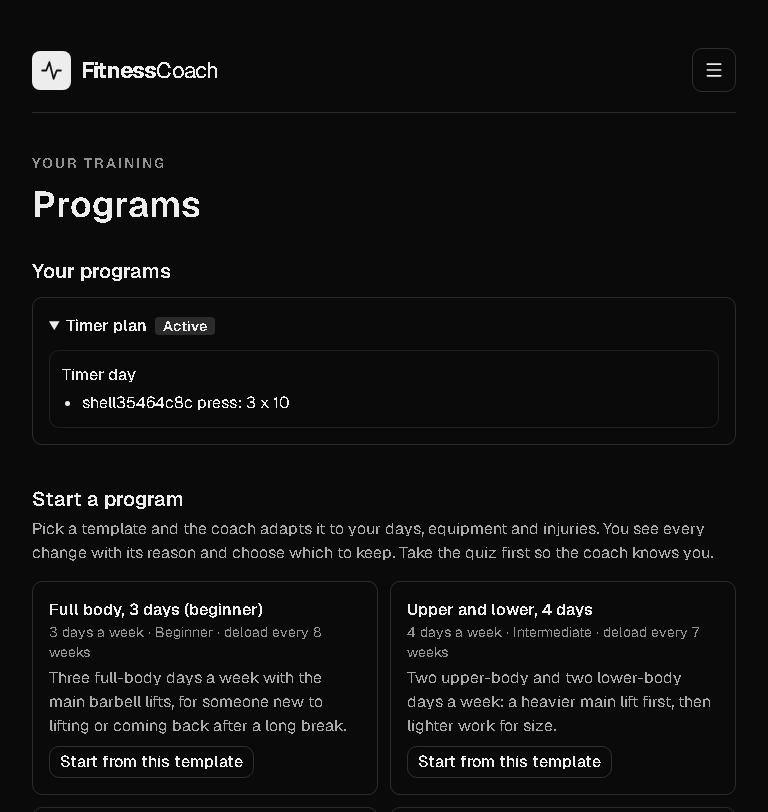 FitnessCoach
YOUR TRAINING
Programs
Your programs
Timer plan Active
Timer day
• shell35464c8c press: 3 x 10
Start a program
Pick a template and the coach adapts it to your days, equipment and injuries. You see every
change with its reason and choose which to keep. Take the quiz first so the coach knows you.
Full body, 3 days (beginner)
3 days a week · Beginner · deload every 8
weeks
Three full-body days a week with the
main barbell lifts, for someone new to
lifting or coming back after a long break.
Start from this template
Upper and lower, 4 days
4 days a week · Intermediate · deload every 7
weeks
Two upper-body and two lower-body
days a week: a heavier main lift first, then
lighter work for size.
Start from this template